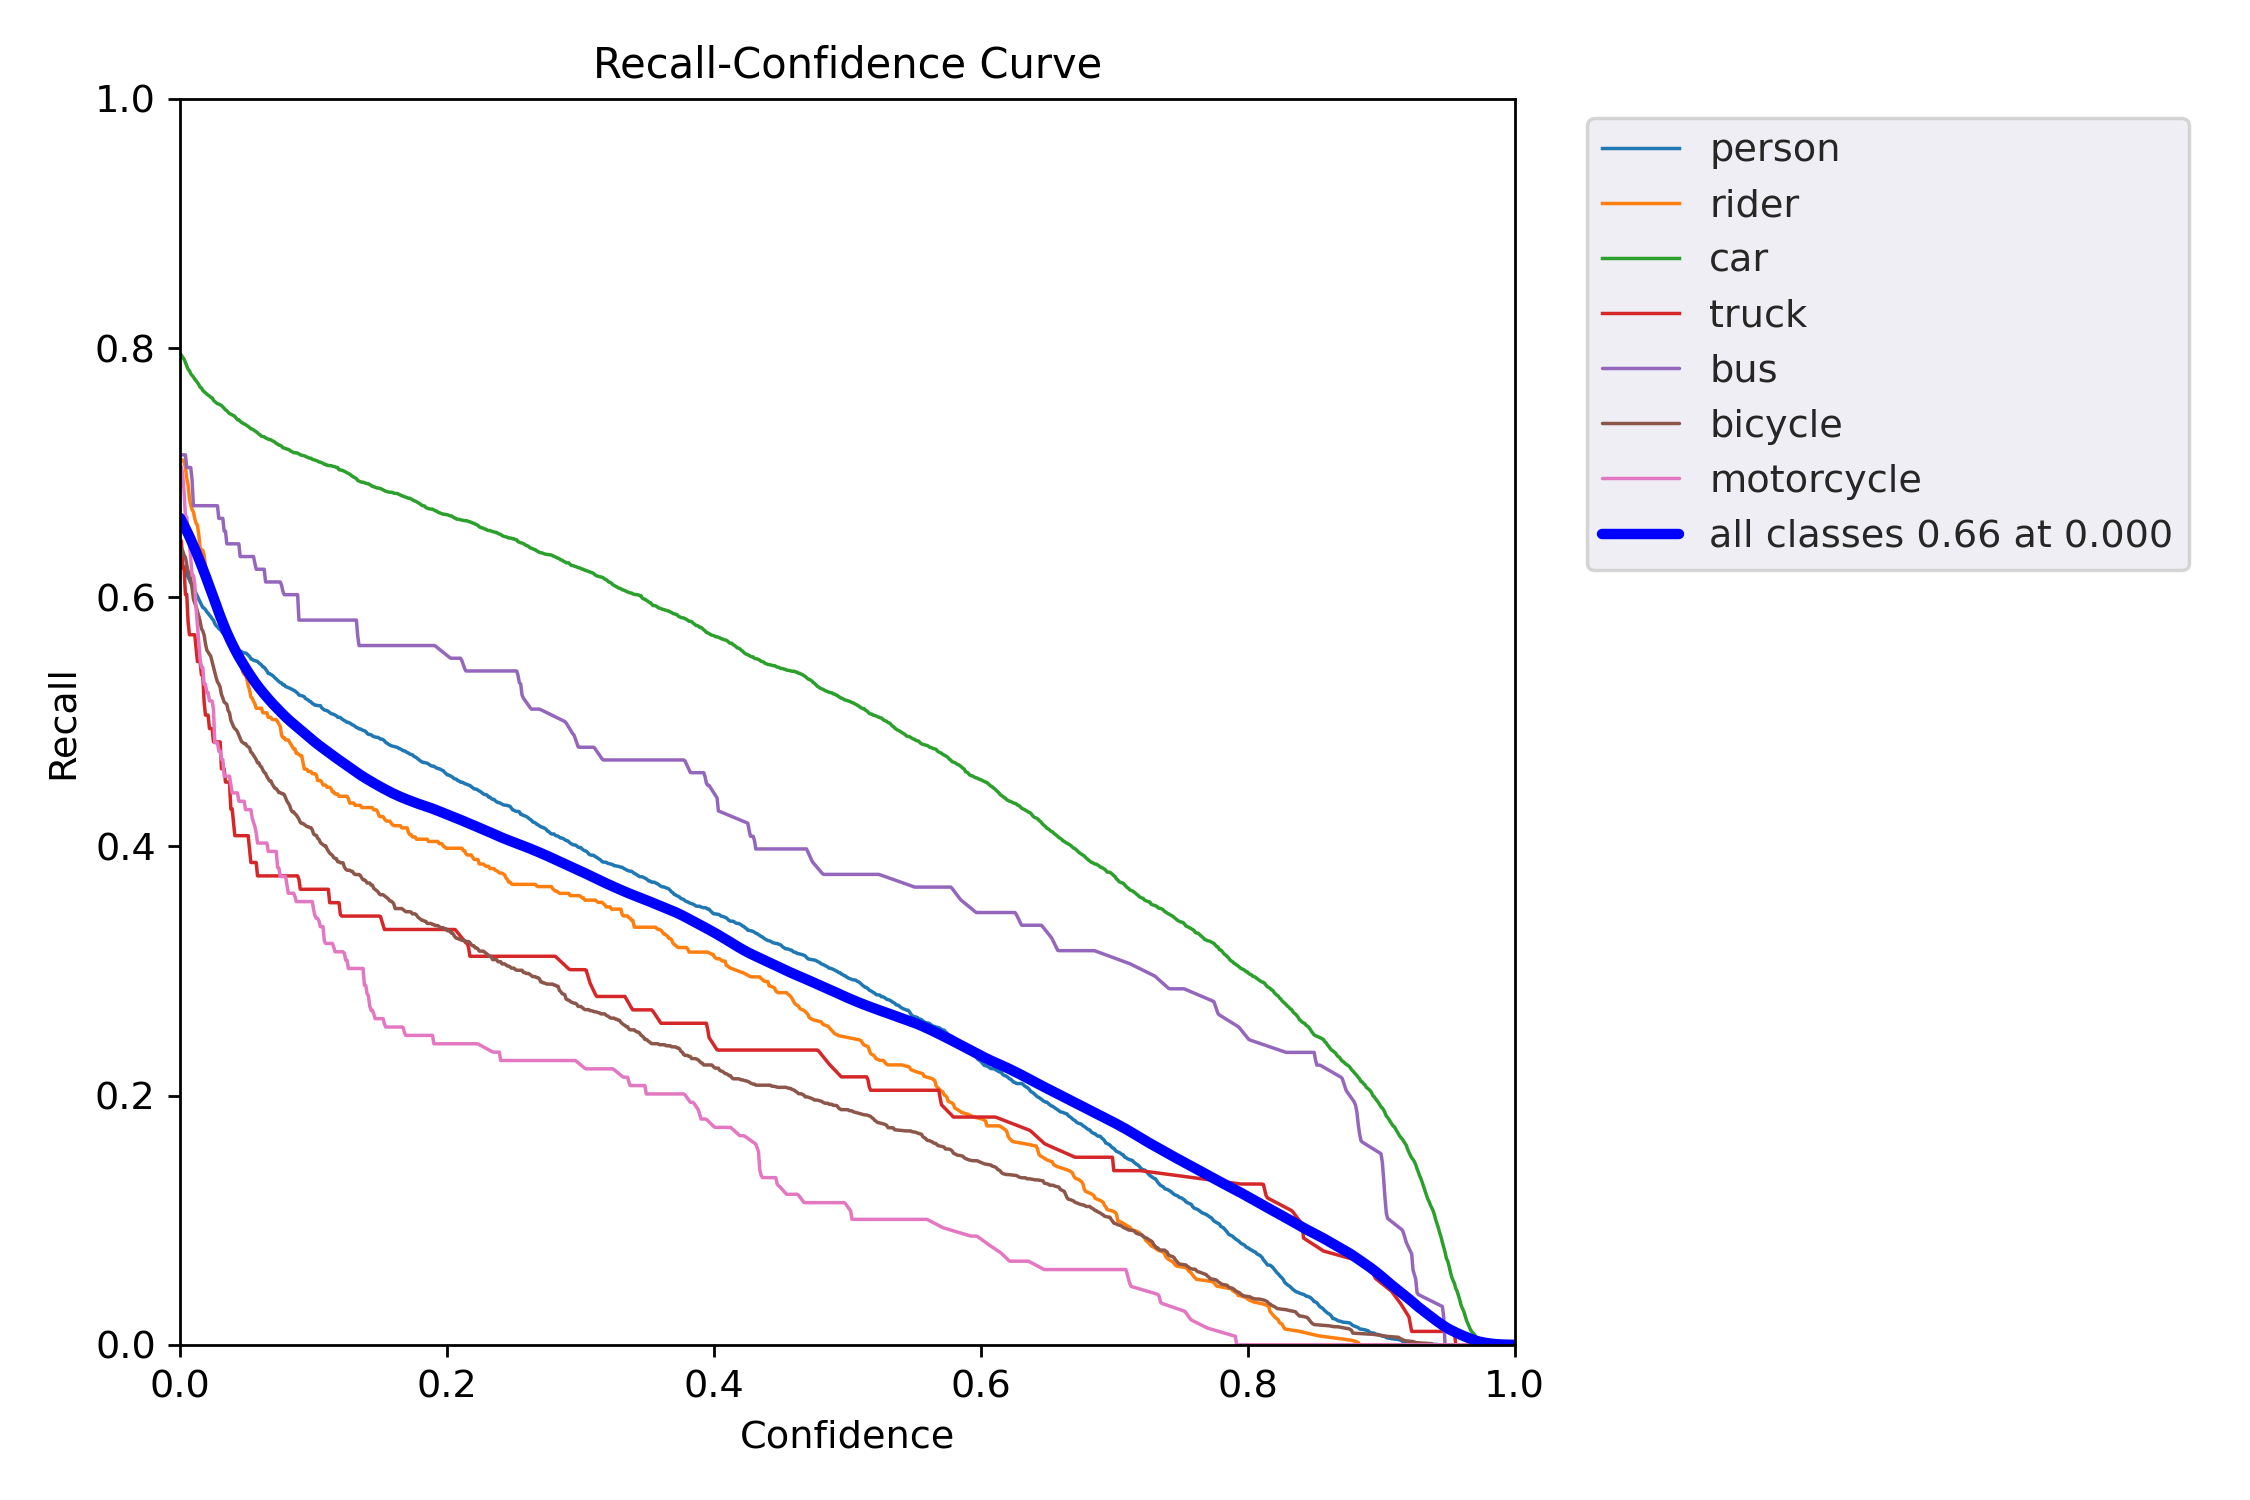 Recall-Confidence Curve
1.0
0.8
0.6
0.4
0.2
0.0
Recall
0.0 0.2 0.4 0.6 0.8 1.0
Confidence
person
rider
car
truck
bus
bicycle
motorcycle
all classes 0.66 at 0.000